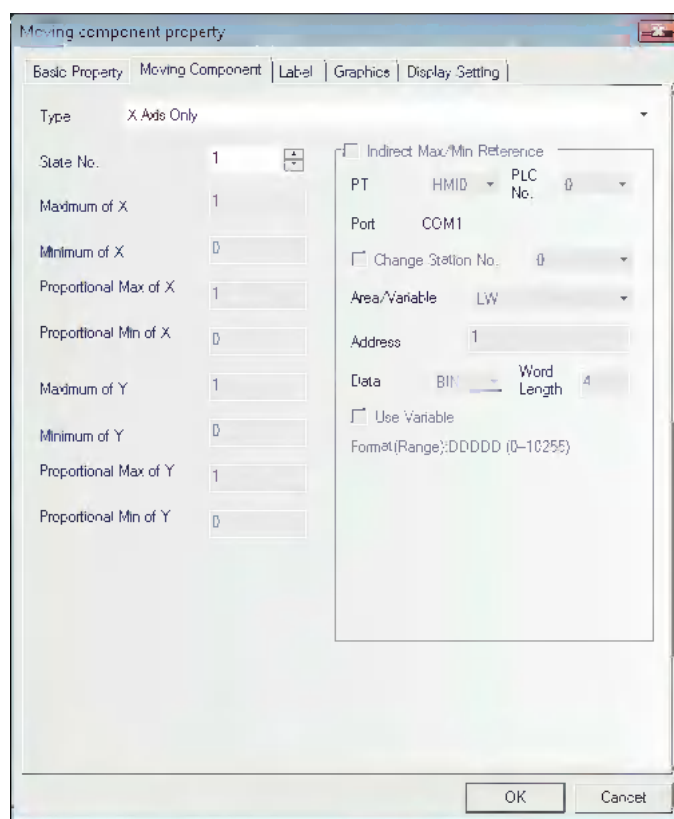 Moving component property
Basic Property Moving Component Label Graphics Display Setting
Type X Axis Only
State No. 1
Maximum of X 1
Minimum of X 0
Proportional Max of X 1
Proportional Min of X 0
Maximum of Y 1
Minimum of Y 0
Proportional Max of Y 1
Proportional Min of Y 0
Indirect Max/Min Reference
PT HMI0 PLC No. 0
Port COM1
Change Station No. 0
Area/Variable LW
Address 1
Data BIN Word Length 4
Use Variable
Format(Range):DDDDD (0~10255)
OK Cancel